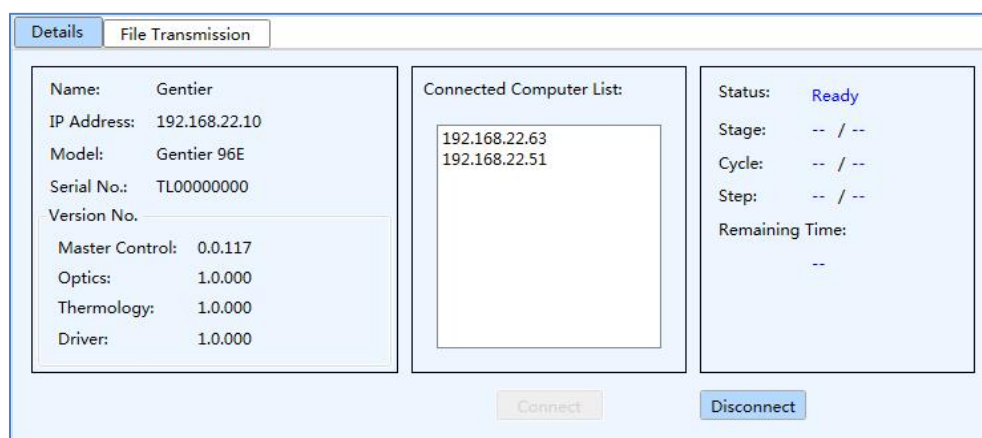 Details
File Transmission
Name: Gentier
IP Address: 192.168.22.10
Model: Gentier 96E
Serial No.: TL00000000
Version No.
Master Control: 0.0.117
Optics: 1.0.000
Thermology: 1.0.000
Driver: 1.0.000
Connected Computer List:
192.168.22.63
192.168.22.51
Status: Ready
Stage: -- / --
Cycle: -- / --
Step: -- / --
Remaining Time:
--
Connect
Disconnect